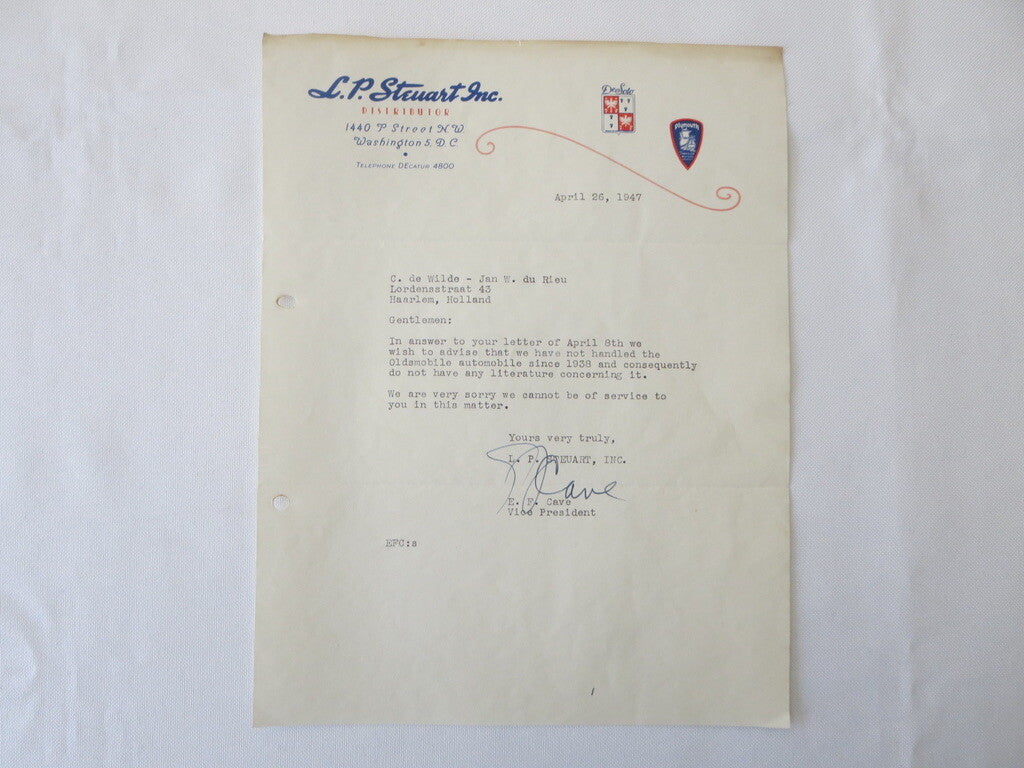 L.P. Steuart Inc.
DISTRIBUTOR
1440 P Street N.W.
Washington 5, D.C.
TELEPHONE DECATUR 4800
De Soto
PLYMOUTH
April 26, 1947
C. de Wilde - Jan W. du Rieu
Lordensstraat 43
Haarlem, Holland
Gentlemen:
In answer to your letter of April 8th we
wish to advise that we have not handled the
Oldsmobile automobile since 1938 and consequently
do not have any literature concerning it.
We are very sorry we cannot be of service to
you in this matter.
Yours very truly,
L. P. STEUART, INC.
Cave
E. F. Cave
Vice President
EFC:s